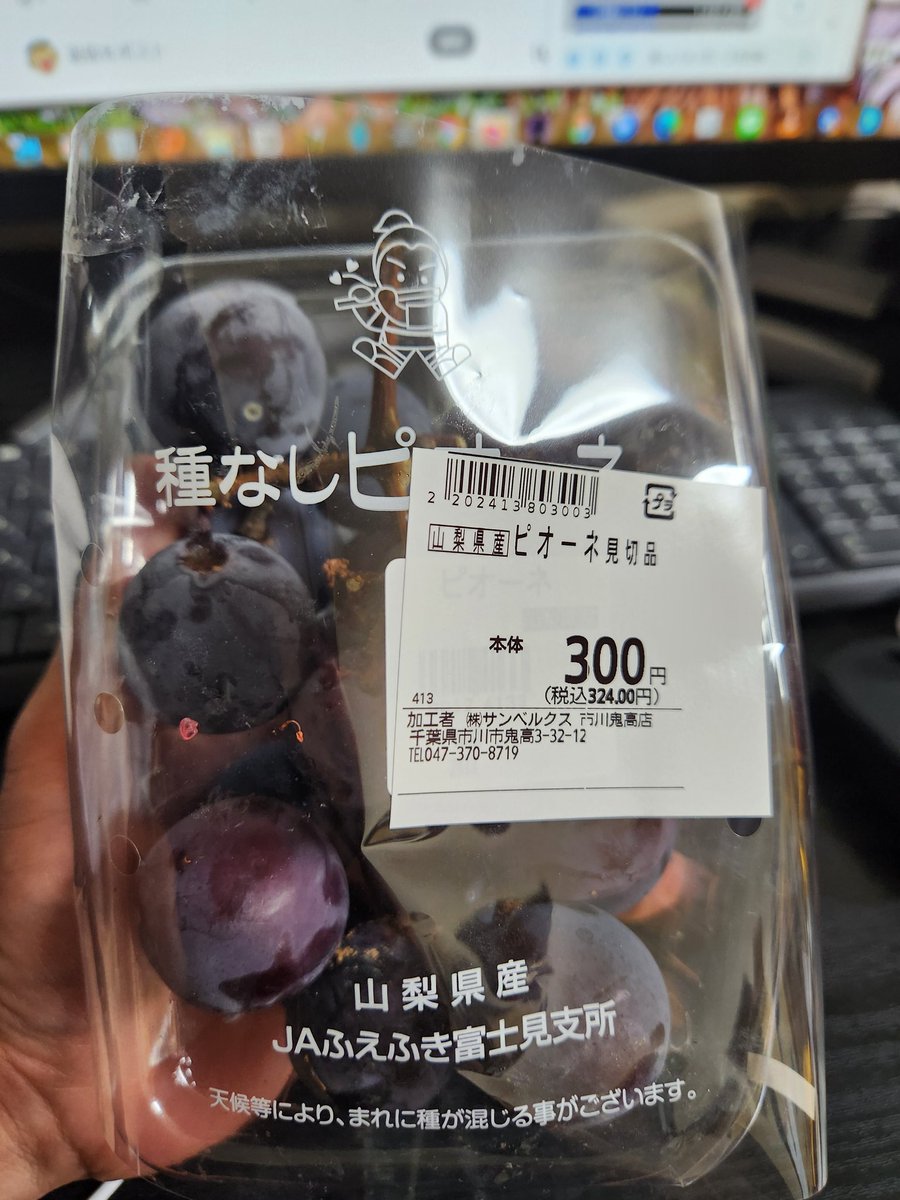 種なしピオーネ
2 202413 803003
プラ
山梨県産 ピオーネ見切品
本体 300円
(税込324.00円)
413
加工者 ㈱サンベルクス 市川鬼高店
千葉県市川市鬼高3-32-12
TEL047-370-8719
山梨県産
JAふえふき富士見支所
天候等により、まれに種が混じる事がございます。